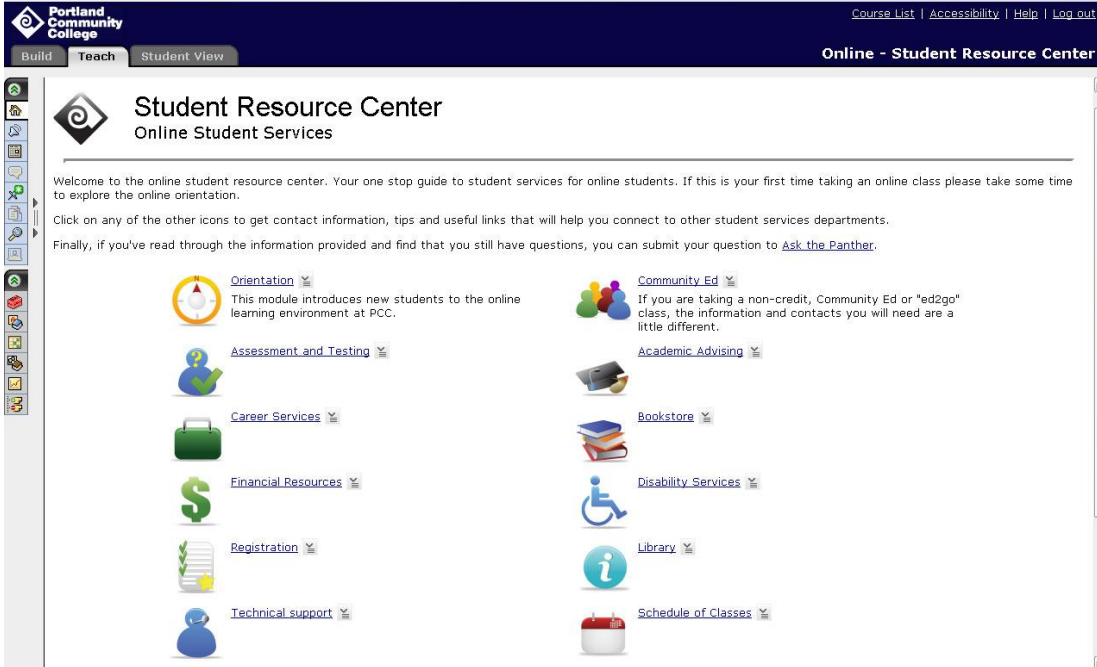 Portland
Community
College
Course List | Accessibility | Help | Log out
Build Teach Student View
Online - Student Resource Center
Student Resource Center
Online Student Services
Welcome to the online student resource center. Your one stop guide to student services for online students. If this is your first time taking an online class please take some time
to explore the online orientation.
Click on any of the other icons to get contact information, tips and useful links that will help you connect to other student services departments.
Finally, if you've read through the information provided and find that you still have questions, you can submit your question to Ask the Panther.
Orientation
This module introduces new students to the online
learning environment at PCC.
Community Ed
If you are taking a non-credit, Community Ed or "ed2go"
class, the information and contacts you will need are a
little different.
Assessment and Testing
Academic Advising
Career Services
Bookstore
Financial Resources
Disability Services
Registration
Library
Technical support
Schedule of Classes